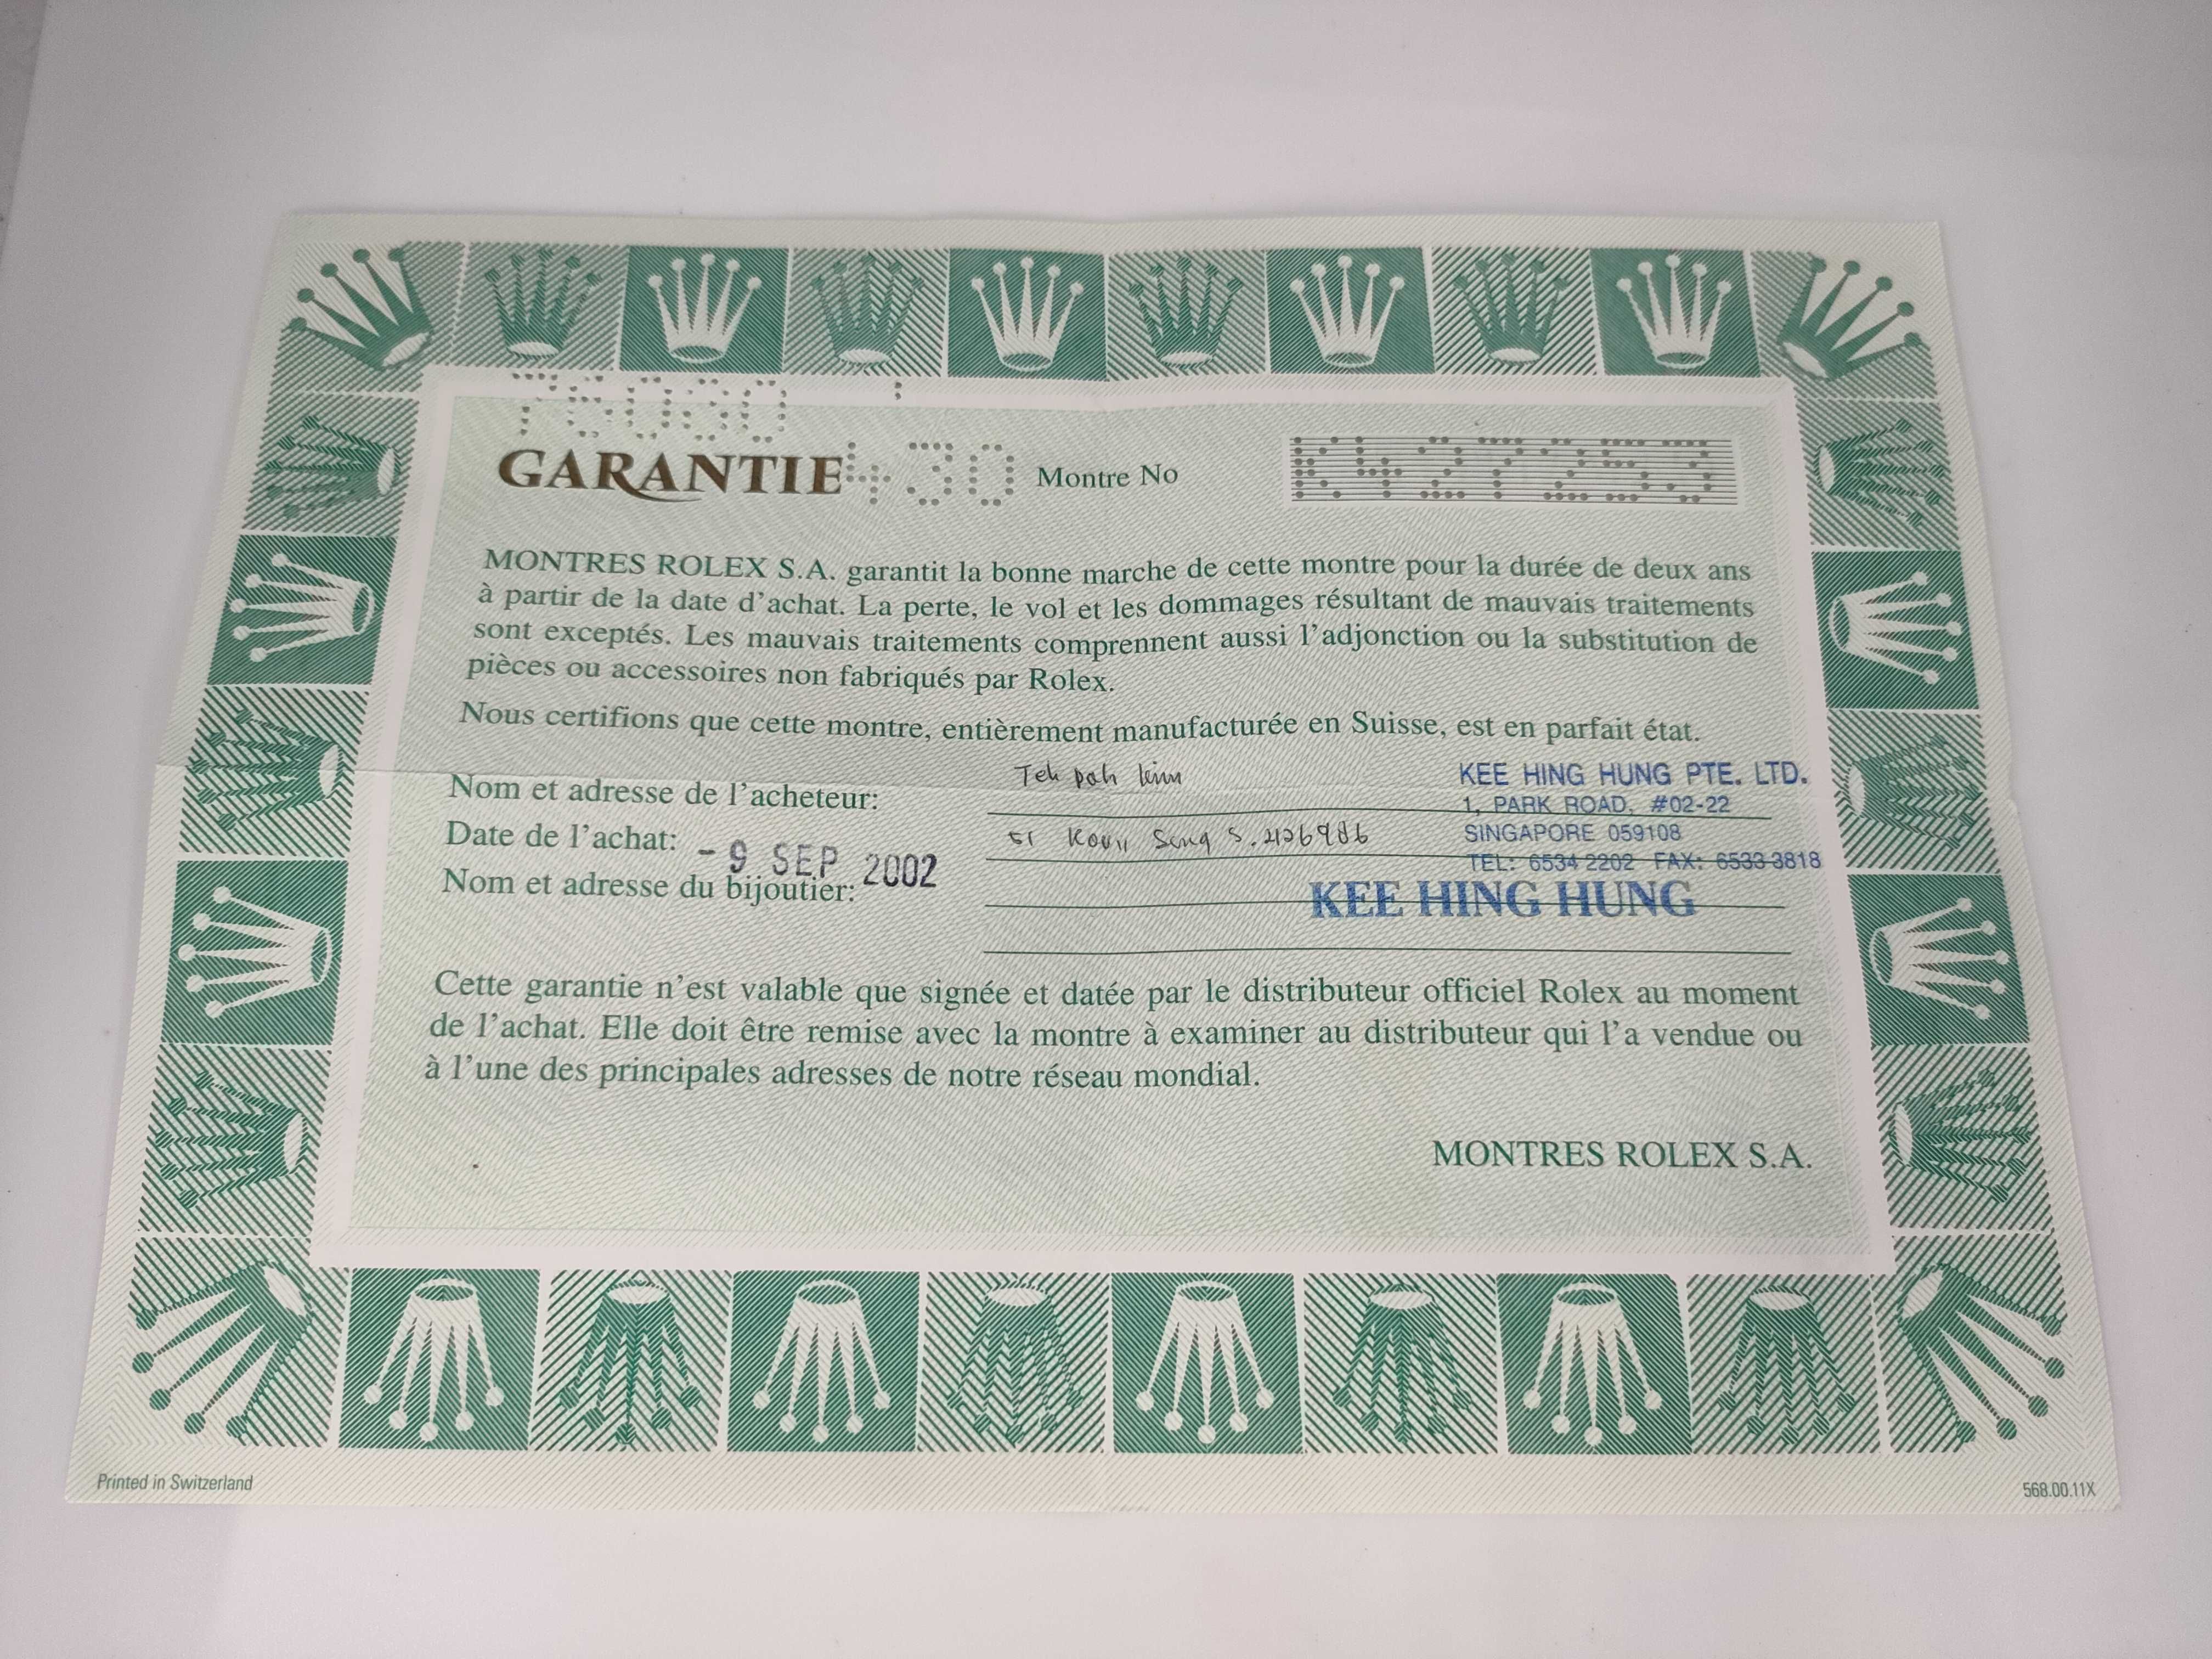 GARANTIE 430 Montre No K427253
MONTRES ROLEX S.A. garantit la bonne marche de cette montre pour la durée de deux ans
à partir de la date d'achat. La perte, le vol et les dommages résultant de mauvais traitements
sont exceptés. Les mauvais traitements comprennent aussi l'adjonction ou la substitution de
pièces ou accessoires non fabriqués par Rolex.
Nous certifions que cette montre, entièrement manufacturée en Suisse, est en parfait état.
Nom et adresse de l'acheteur: Teh pah
Date de l'achat: - 9 SEP 2002
Nom et adresse du bijoutier:
51 Seng
KEE HING HUNG PTE. LTD.
1, PARK ROAD, #02-22
SINGAPORE 059108
TEL: 6534 2202 FAX: 6533 3818
KEE HING HUNG
Cette garantie n'est valable que signée et datée par le distributeur officiel Rolex au moment
de l'achat. Elle doit être remise avec la montre à examiner au distributeur qui l'a vendue ou
à l'une des principales adresses de notre réseau mondial.
MONTRES ROLEX S.A.
Printed in Switzerland
568.00.11X